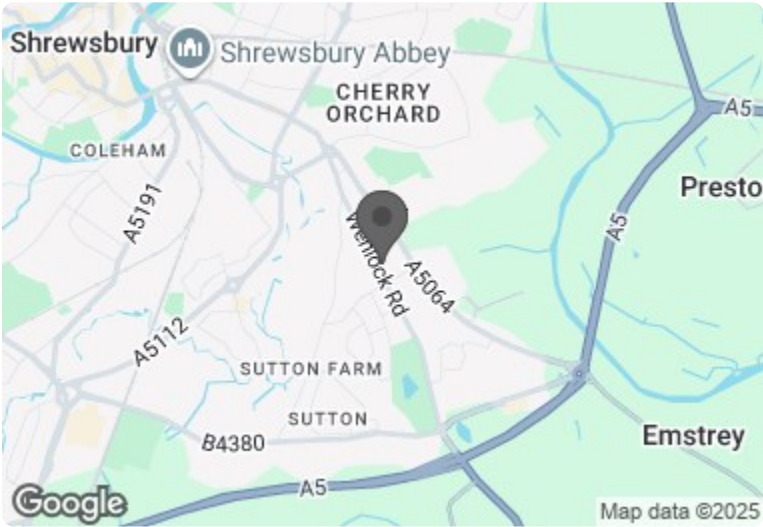 Shrewsbury
Shrewsbury Abbey
CHERRY
ORCHARD
A5
COLEHAM
Presto
A5191
Wenlock Rd
A5
A5064
A5112
SUTTON FARM
SUTTON
B4380
Emstrey
A5
Google
Map data ©2025